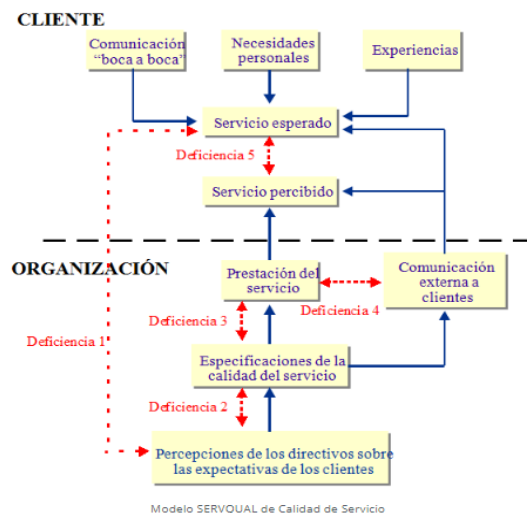 CLIENTE
Comunicación
“boca a boca”
Necesidades
personales
Experiencias
Servicio esperado
Deficiencia 5
Servicio percibido
ORGANIZACIÓN
Prestación del
servicio
Comunicación
externa a
clientes
Deficiencia 4
Deficiencia 3
Deficiencia 1
Especificaciones de la
calidad del servicio
Deficiencia 2
Percepciones de los directivos sobre
las expectativas de los clientes
Modelo SERVQUAL de Calidad de Servicio